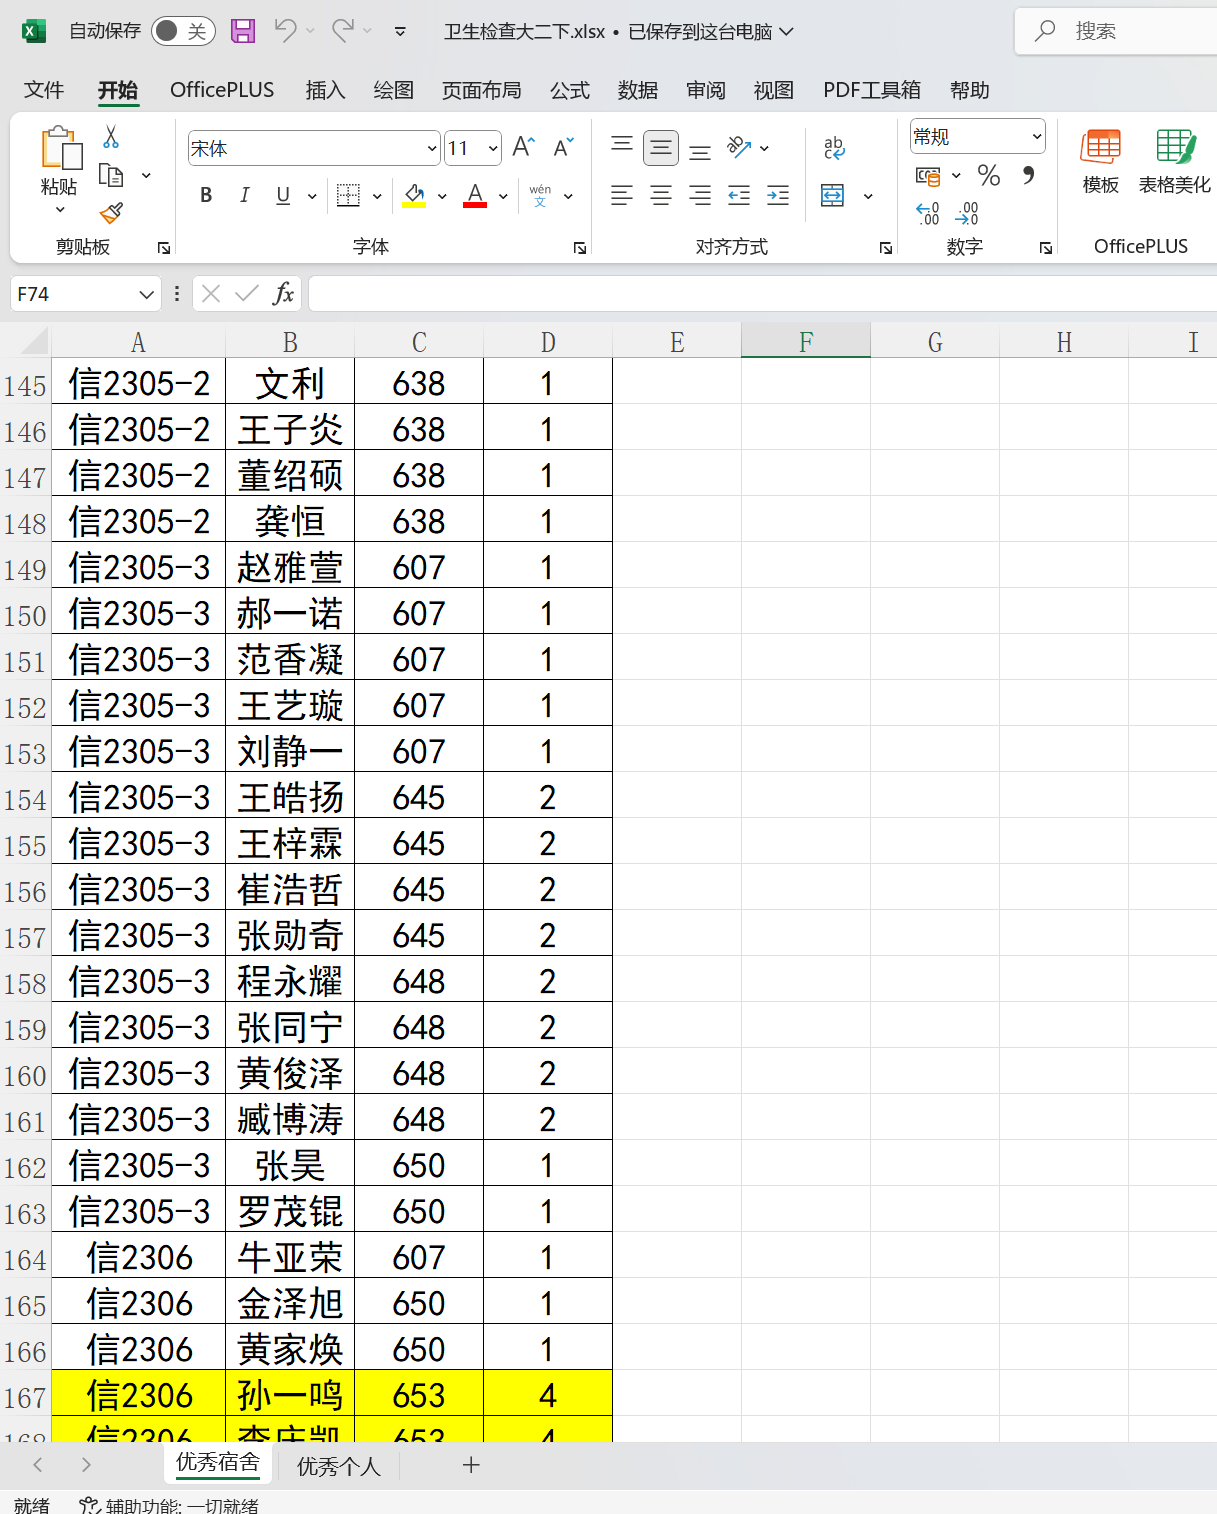 自动保存 关 卫生检查大二下.xlsx • 已保存到这台电脑 搜索
文件 开始 OfficePLUS 插入 绘图 页面布局 公式 数据 审阅 视图 PDF工具箱 帮助
粘贴 宋体 11 A A ab 常规 模板 表格美化
B I U A wén 文 % .00 .0
剪贴板 字体 对齐方式 数字 OfficePLUS
F74 fx
A B C D E F G H I
145 信2305-2 文利 638 1
146 信2305-2 王子炎 638 1
147 信2305-2 董绍硕 638 1
148 信2305-2 龚恒 638 1
149 信2305-3 赵雅萱 607 1
150 信2305-3 郝一诺 607 1
151 信2305-3 范香凝 607 1
152 信2305-3 王艺璇 607 1
153 信2305-3 刘静一 607 1
154 信2305-3 王皓扬 645 2
155 信2305-3 王梓霖 645 2
156 信2305-3 崔浩哲 645 2
157 信2305-3 张勋奇 645 2
158 信2305-3 程永耀 648 2
159 信2305-3 张同宁 648 2
160 信2305-3 黄俊泽 648 2
161 信2305-3 臧博涛 648 2
162 信2305-3 张昊 650 1
163 信2305-3 罗茂锟 650 1
164 信2306 牛亚荣 607 1
165 信2306 金泽旭 650 1
166 信2306 黄家焕 650 1
167 信2306 孙一鸣 653 4
168 信2306 653 4
优秀宿舍 优秀个人
就绪 辅助功能: 一切就绪